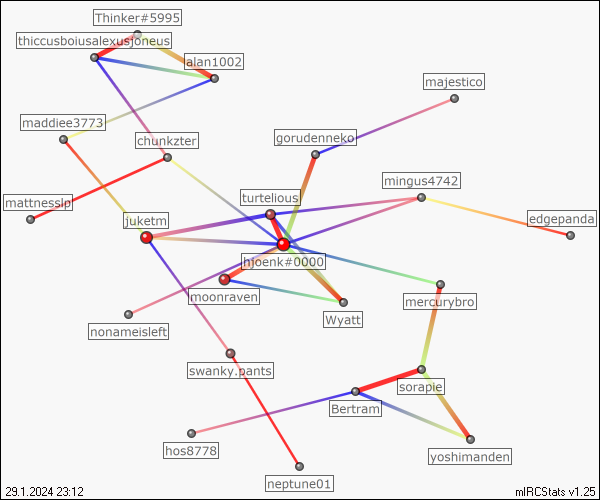 Thinker#5995
thiccusboiusalexusjoneus
alan1002
majestico
maddiee3773
chunkzter
gorudenneko
mingus4742
mattnesslp
turtelious
juketm
edgepanda
hjoenk#0000
moonraven
mercurybro
nonameisleft
Wyatt
swanky.pants
sorapie
Bertram
hos8778
yoshimanden
neptune01
29.1.2024 23:12
mIRCStats v1.25